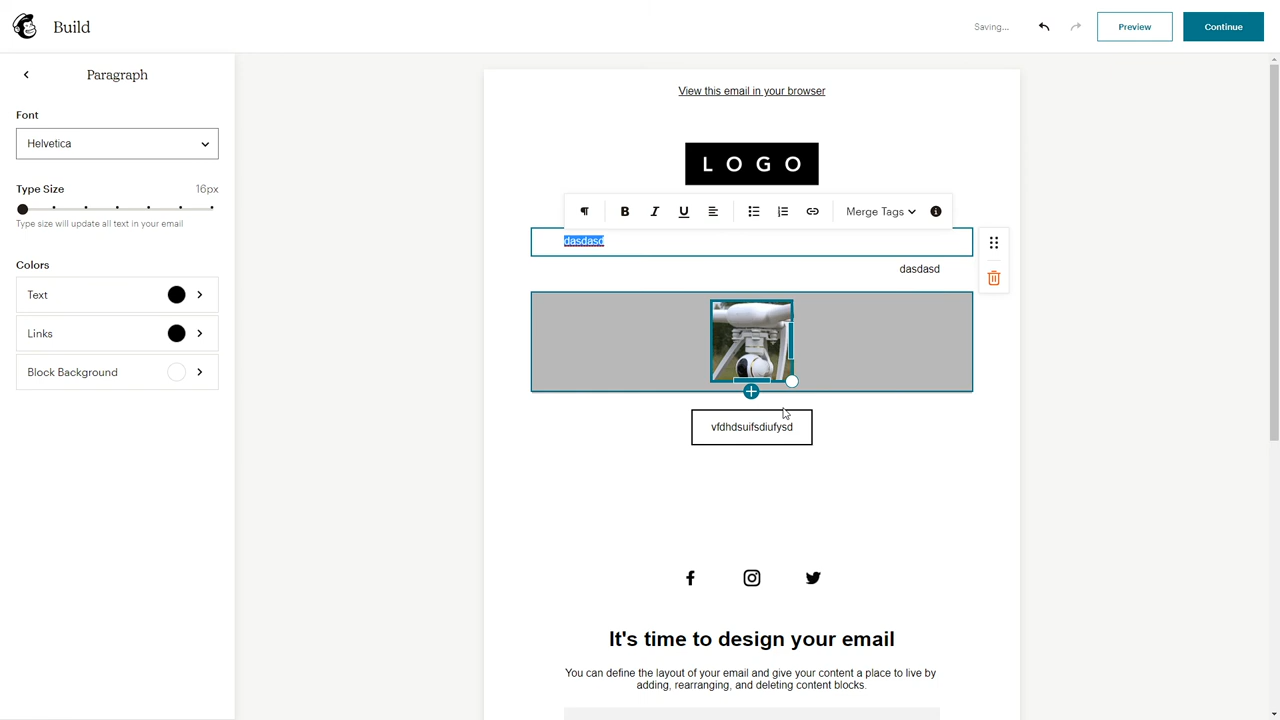 Build
Saving...
Preview
Continue
Paragraph
Font
Helvetica
Type Size 16px
Type size will update all text in your email
Colors
Text
Links
Block Background
View this email in your browser
LOGO
B I U Merge Tags
dasdasd
dasdasd
vfdhdsuifsdiufysd
It's time to design your email
You can define the layout of your email and give your content a place to live by
adding, rearranging, and deleting content blocks.